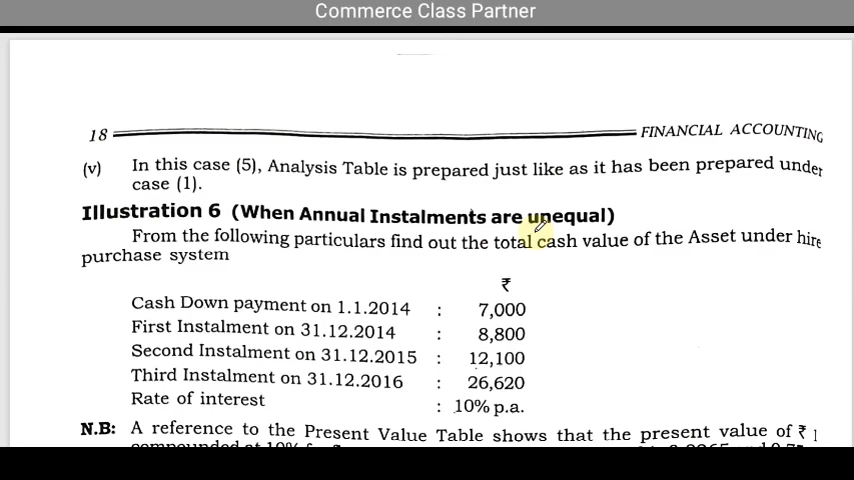 Commerce Class Partner
18 FINANCIAL ACCOUNTING
(v) In this case (5), Analysis Table is prepared just like as it has been prepared under
case (1).
Illustration 6 (When Annual Instalments are unequal)
From the following particulars find out the total cash value of the Asset under hire
purchase system
₹
Cash Down payment on 1.1.2014 : 7,000
First Instalment on 31.12.2014 : 8,800
Second Instalment on 31.12.2015 : 12,100
Third Instalment on 31.12.2016 : 26,620
Rate of interest : 10% p.a.
N.B: A reference to the Present Value Table shows that the present value of ₹ 1
compounded at 10% for